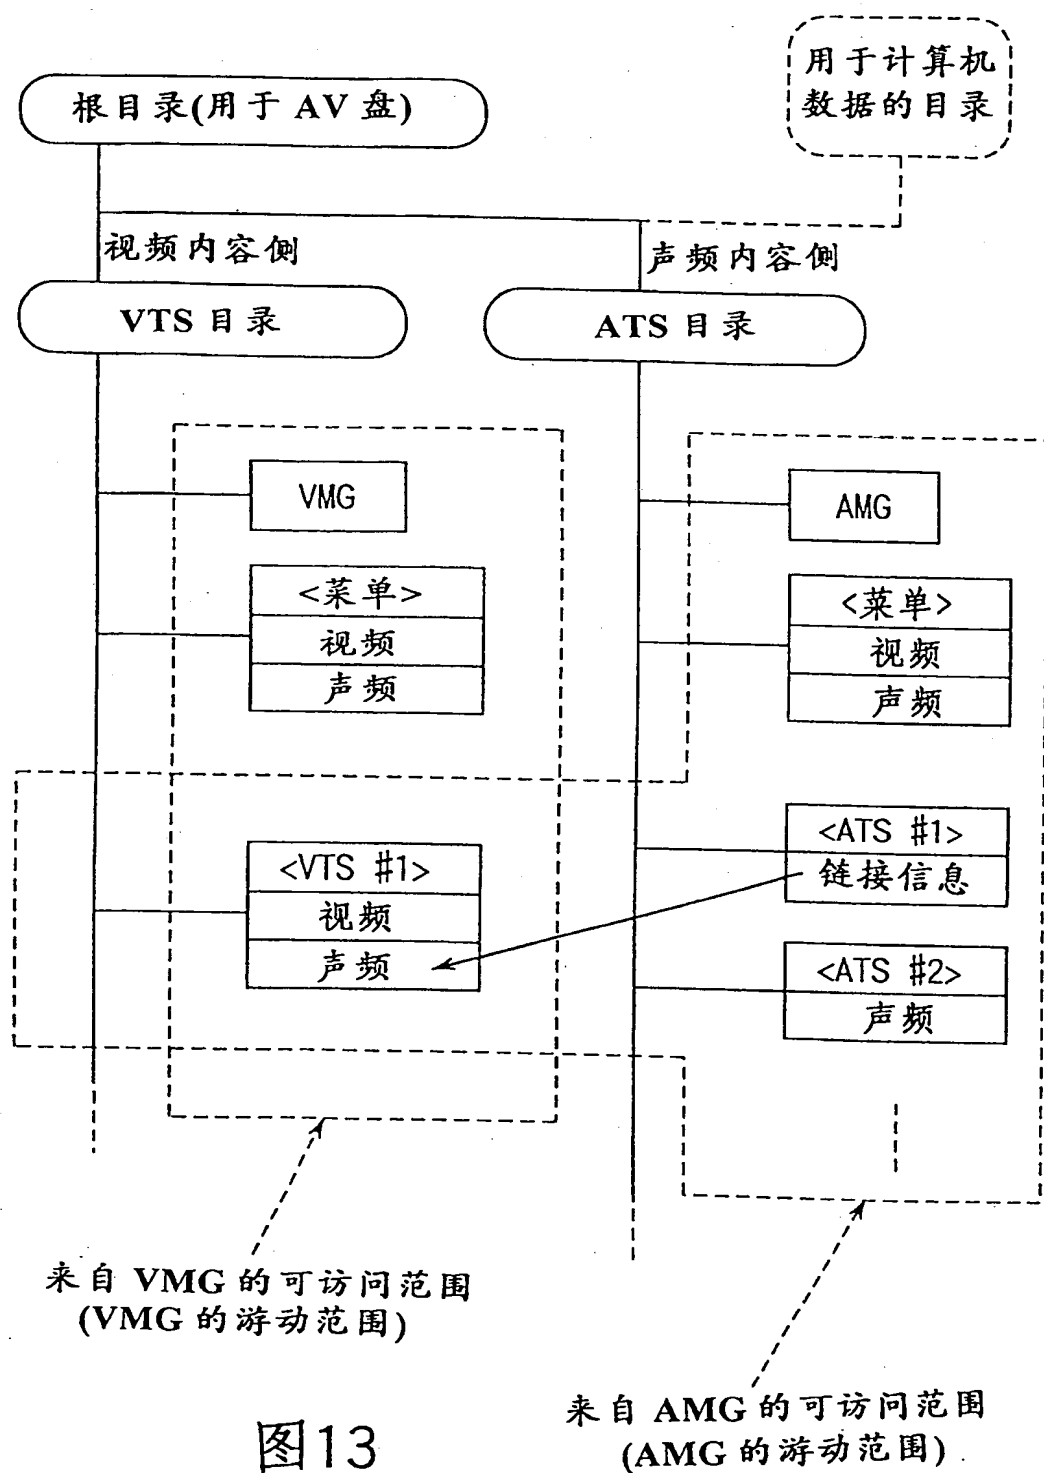 用于计算机
数据的目录
根目录(用于 AV 盘)
视频内容侧
声频内容侧
VTS 目录
ATS 目录
VMG
AMG
<菜单>
视频
声频
<菜单>
视频
声频
<VTS #1>
视频
声频
<ATS #1>
链接信息
<ATS #2>
声频
来自 VMG 的可访问范围
(VMG 的游动范围)
来自 AMG 的可访问范围
(AMG 的游动范围)
图13